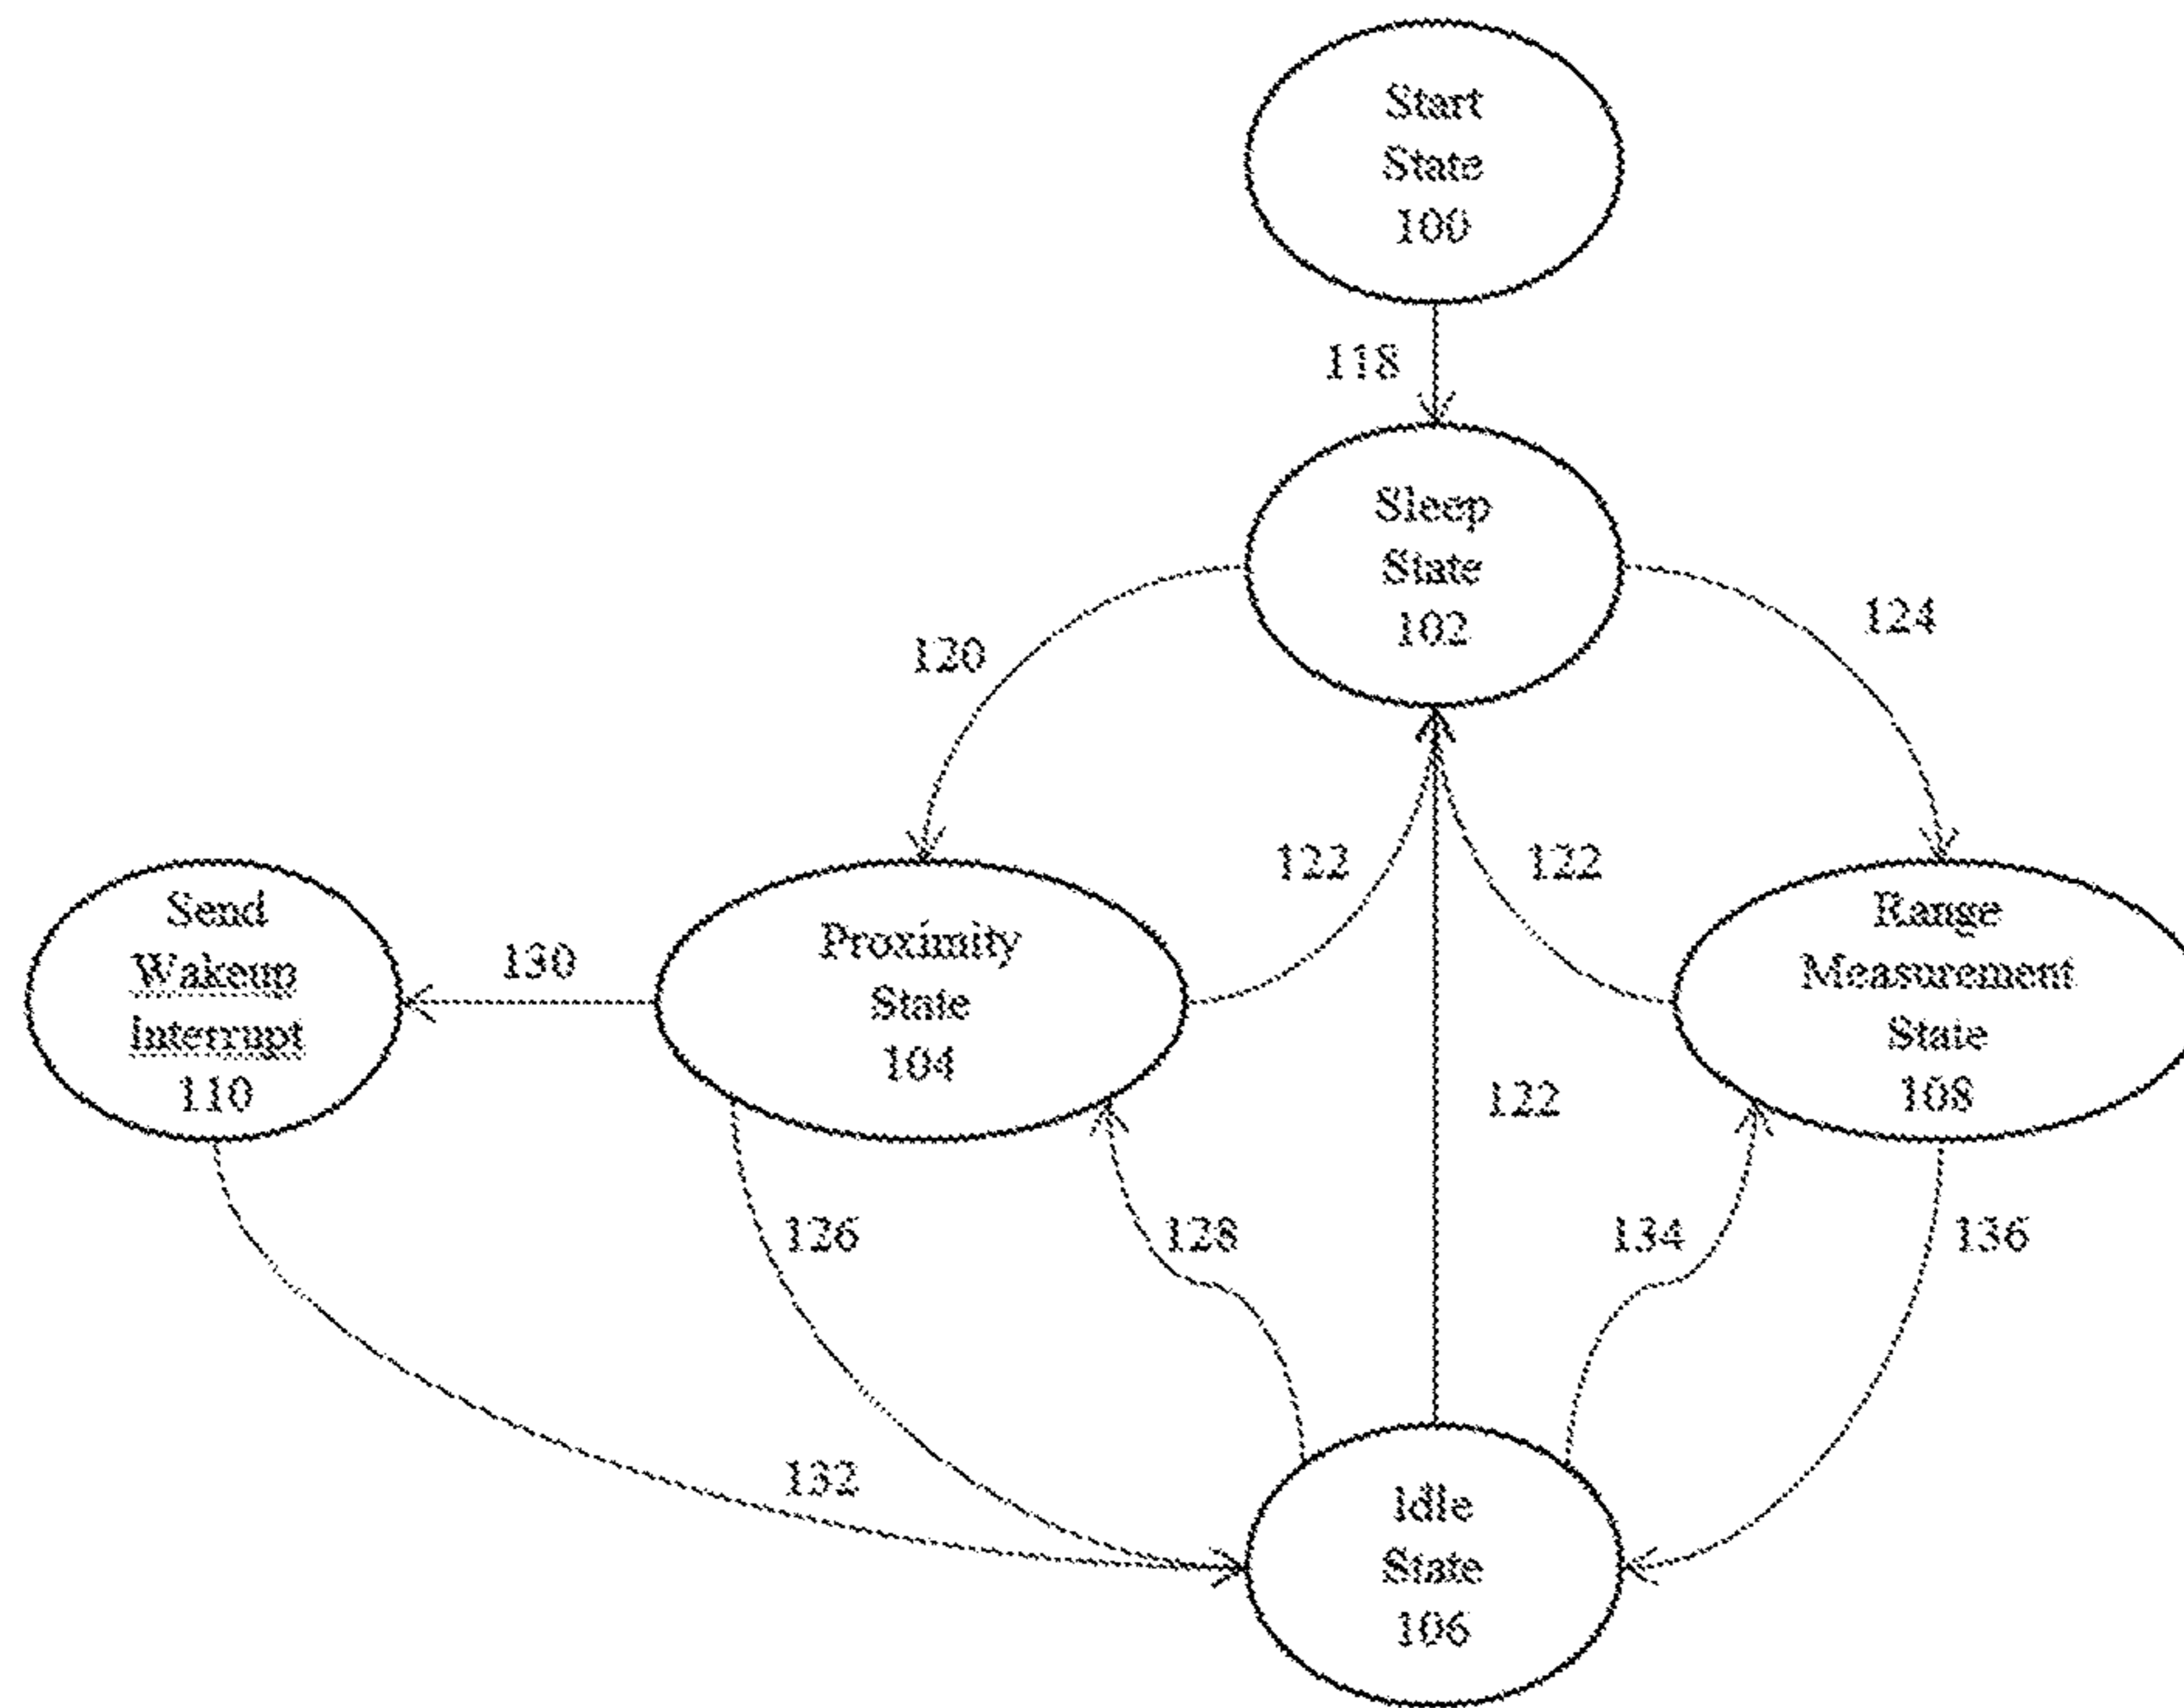 Start
State
100
118
Sleep
State
102
120
124
122
122
Send
Wakeup
Interrupt
110
130
Proximity
State
104
Range
Measurement
State
108
122
126
128
134
136
132
Idle
State
106